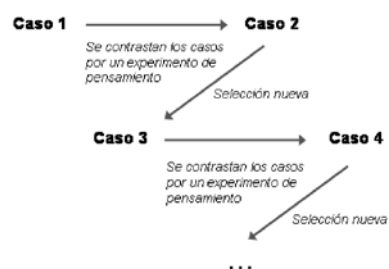 Caso 1
Caso 2
Se contrastan los casos
por un experimento de
pensamiento
Selección nueva
Caso 3
Caso 4
Se contrastan los casos
por un experimento de
pensamiento
Selección nueva
...